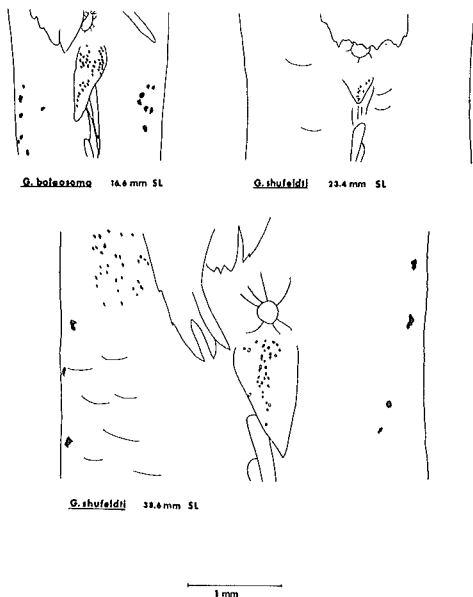 G. boleosoma 16.6 mm SL
G. shufeldti 23.4 mm SL
G. shufeldti 38.6 mm SL
1 mm